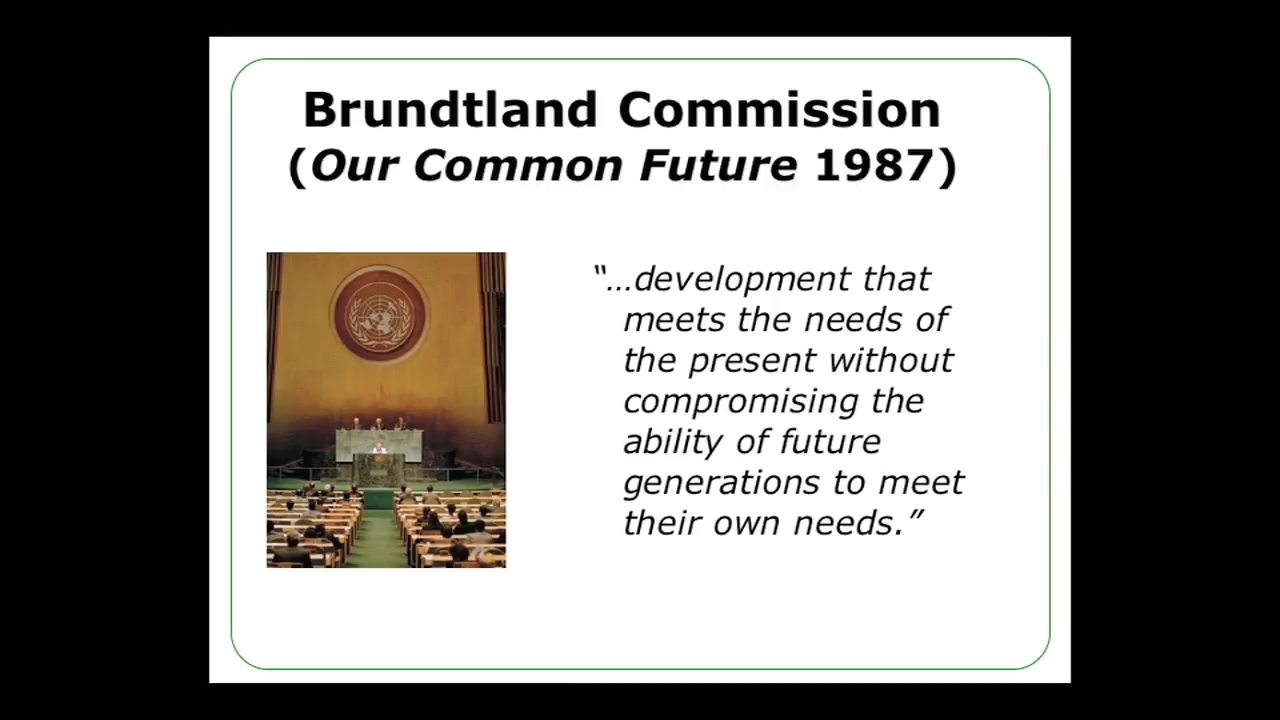 Brundtland Commission
(Our Common Future 1987)
“…development that
meets the needs of
the present without
compromising the
ability of future
generations to meet
their own needs.”